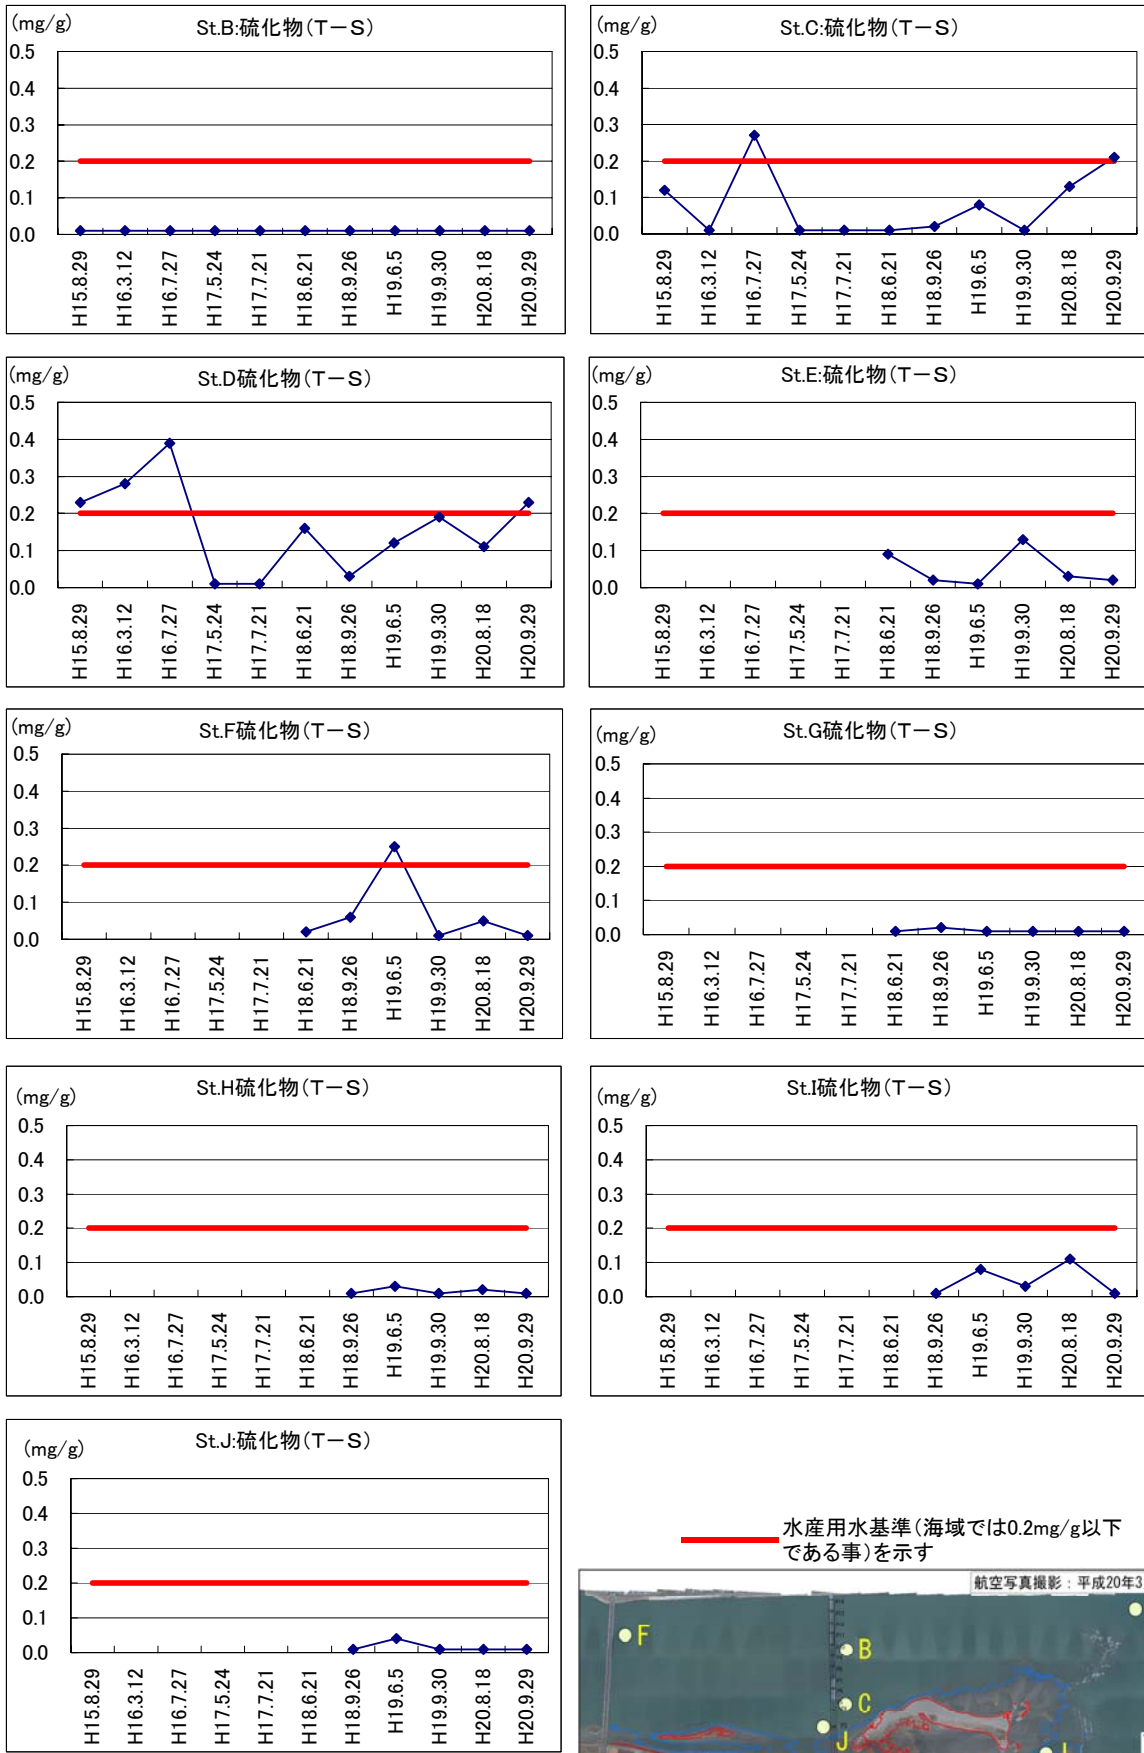 (mg/g)
St.B:硫化物(T-S)
0.5
0.4
0.3
0.2
0.1
0.0
H15.8.29
H16.3.12
H16.7.27
H17.5.24
H17.7.21
H18.6.21
H18.9.26
H19.6.5
H19.9.30
H20.8.18
H20.9.29
(mg/g)
St.C:硫化物(T-S)
0.5
0.4
0.3
0.2
0.1
0.0
H15.8.29
H16.3.12
H16.7.27
H17.5.24
H17.7.21
H18.6.21
H18.9.26
H19.6.5
H19.9.30
H20.8.18
H20.9.29
(mg/g)
St.D硫化物(T-S)
0.5
0.4
0.3
0.2
0.1
0.0
H15.8.29
H16.3.12
H16.7.27
H17.5.24
H17.7.21
H18.6.21
H18.9.26
H19.6.5
H19.9.30
H20.8.18
H20.9.29
(mg/g)
St.E:硫化物(T-S)
0.5
0.4
0.3
0.2
0.1
0.0
H15.8.29
H16.3.12
H16.7.27
H17.5.24
H17.7.21
H18.6.21
H18.9.26
H19.6.5
H19.9.30
H20.8.18
H20.9.29
(mg/g)
St.F硫化物(T-S)
0.5
0.4
0.3
0.2
0.1
0.0
H15.8.29
H16.3.12
H16.7.27
H17.5.24
H17.7.21
H18.6.21
H18.9.26
H19.6.5
H19.9.30
H20.8.18
H20.9.29
(mg/g)
St.G硫化物(T-S)
0.5
0.4
0.3
0.2
0.1
0.0
H15.8.29
H16.3.12
H16.7.27
H17.5.24
H17.7.21
H18.6.21
H18.9.26
H19.6.5
H19.9.30
H20.8.18
H20.9.29
(mg/g)
St.H硫化物(T-S)
0.5
0.4
0.3
0.2
0.1
0.0
H15.8.29
H16.3.12
H16.7.27
H17.5.24
H17.7.21
H18.6.21
H18.9.26
H19.6.5
H19.9.30
H20.8.18
H20.9.29
(mg/g)
St.I硫化物(T-S)
0.5
0.4
0.3
0.2
0.1
0.0
H15.8.29
H16.3.12
H16.7.27
H17.5.24
H17.7.21
H18.6.21
H18.9.26
H19.6.5
H19.9.30
H20.8.18
H20.9.29
(mg/g)
St.J:硫化物(T-S)
0.5
0.4
0.3
0.2
0.1
0.0
H15.8.29
H16.3.12
H16.7.27
H17.5.24
H17.7.21
H18.6.21
H18.9.26
H19.6.5
H19.9.30
H20.8.18
H20.9.29
水産用水基準(海域では0.2mg/g以下
である事)を示す
航空写真撮影:平成20年3
F
B
C
J